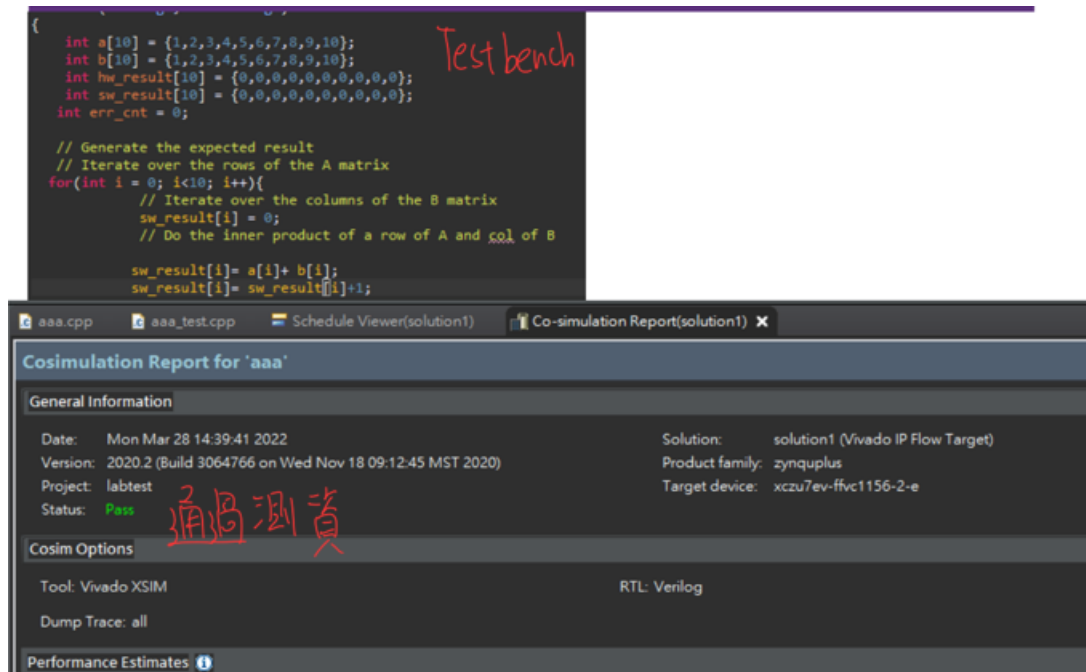 {
int a[10] = {1,2,3,4,5,6,7,8,9,10};
int b[10] = {1,2,3,4,5,6,7,8,9,10};
int hw_result[10] = {0,0,0,0,0,0,0,0,0,0};
int sw_result[10] = {0,0,0,0,0,0,0,0,0,0};
int err_cnt = 0;
Testbench
// Generate the expected result
// Iterate over the rows of the A matrix
for(int i = 0; i<10; i++){
// Iterate over the columns of the B matrix
sw_result[i] = 0;
// Do the inner product of a row of A and col of B
sw_result[i]= a[i]+ b[i];
sw_result[i]= sw_result[i]+1;
aaa.cpp aaa_test.cpp Schedule Viewer(solution1) Co-simulation Report(solution1)
Cosimulation Report for 'aaa'
General Information
Date: Mon Mar 28 14:39:41 2022 Solution: solution1 (Vivado IP Flow Target)
Version: 2020.2 (Build 3064766 on Wed Nov 18 09:12:45 MST 2020) Product family: zynquplus
Project: labtest Target device: xczu7ev-ffvc1156-2-e
Status: Pass
通過測資
Cosim Options
Tool: Vivado XSIM RTL: Verilog
Dump Trace: all
Performance Estimates